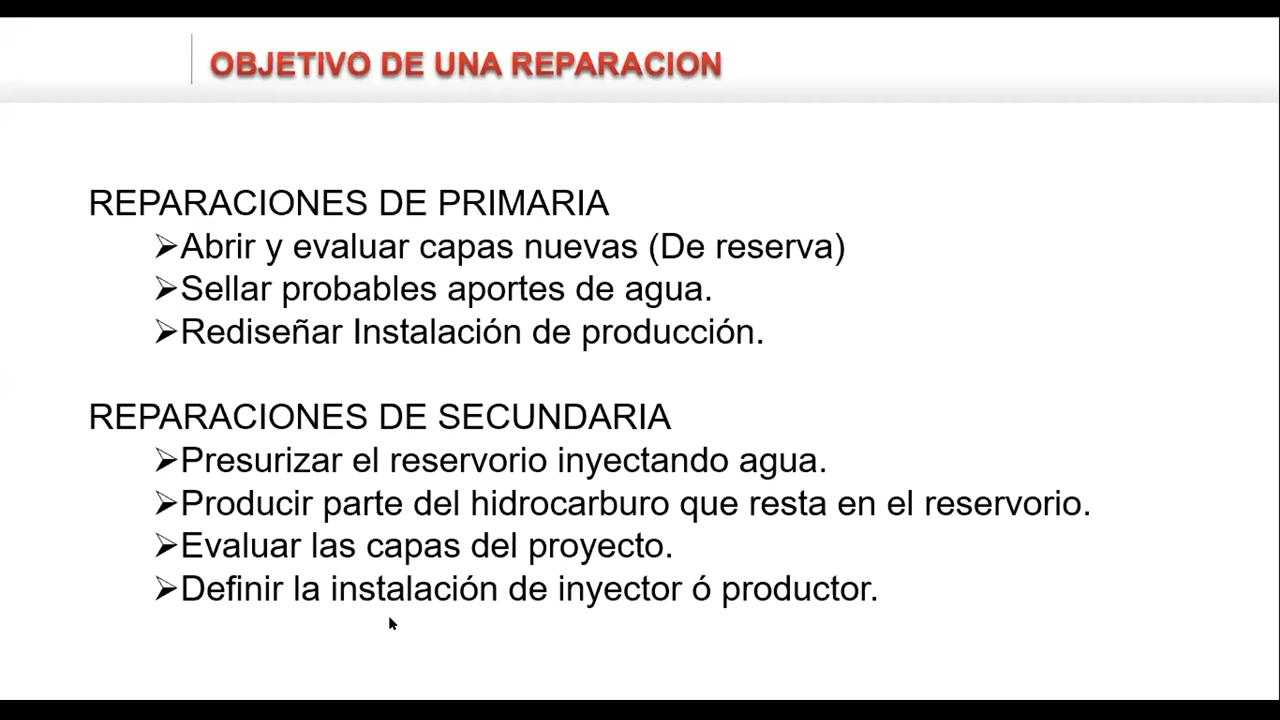 OBJETIVO DE UNA REPARACION
REPARACIONES DE PRIMARIA
➢Abrir y evaluar capas nuevas (De reserva)
➢Sellar probables aportes de agua.
➢Rediseñar Instalación de producción.
REPARACIONES DE SECUNDARIA
➢Presurizar el reservorio inyectando agua.
➢Producir parte del hidrocarburo que resta en el reservorio.
➢Evaluar las capas del proyecto.
➢Definir la instalación de inyector ó productor.